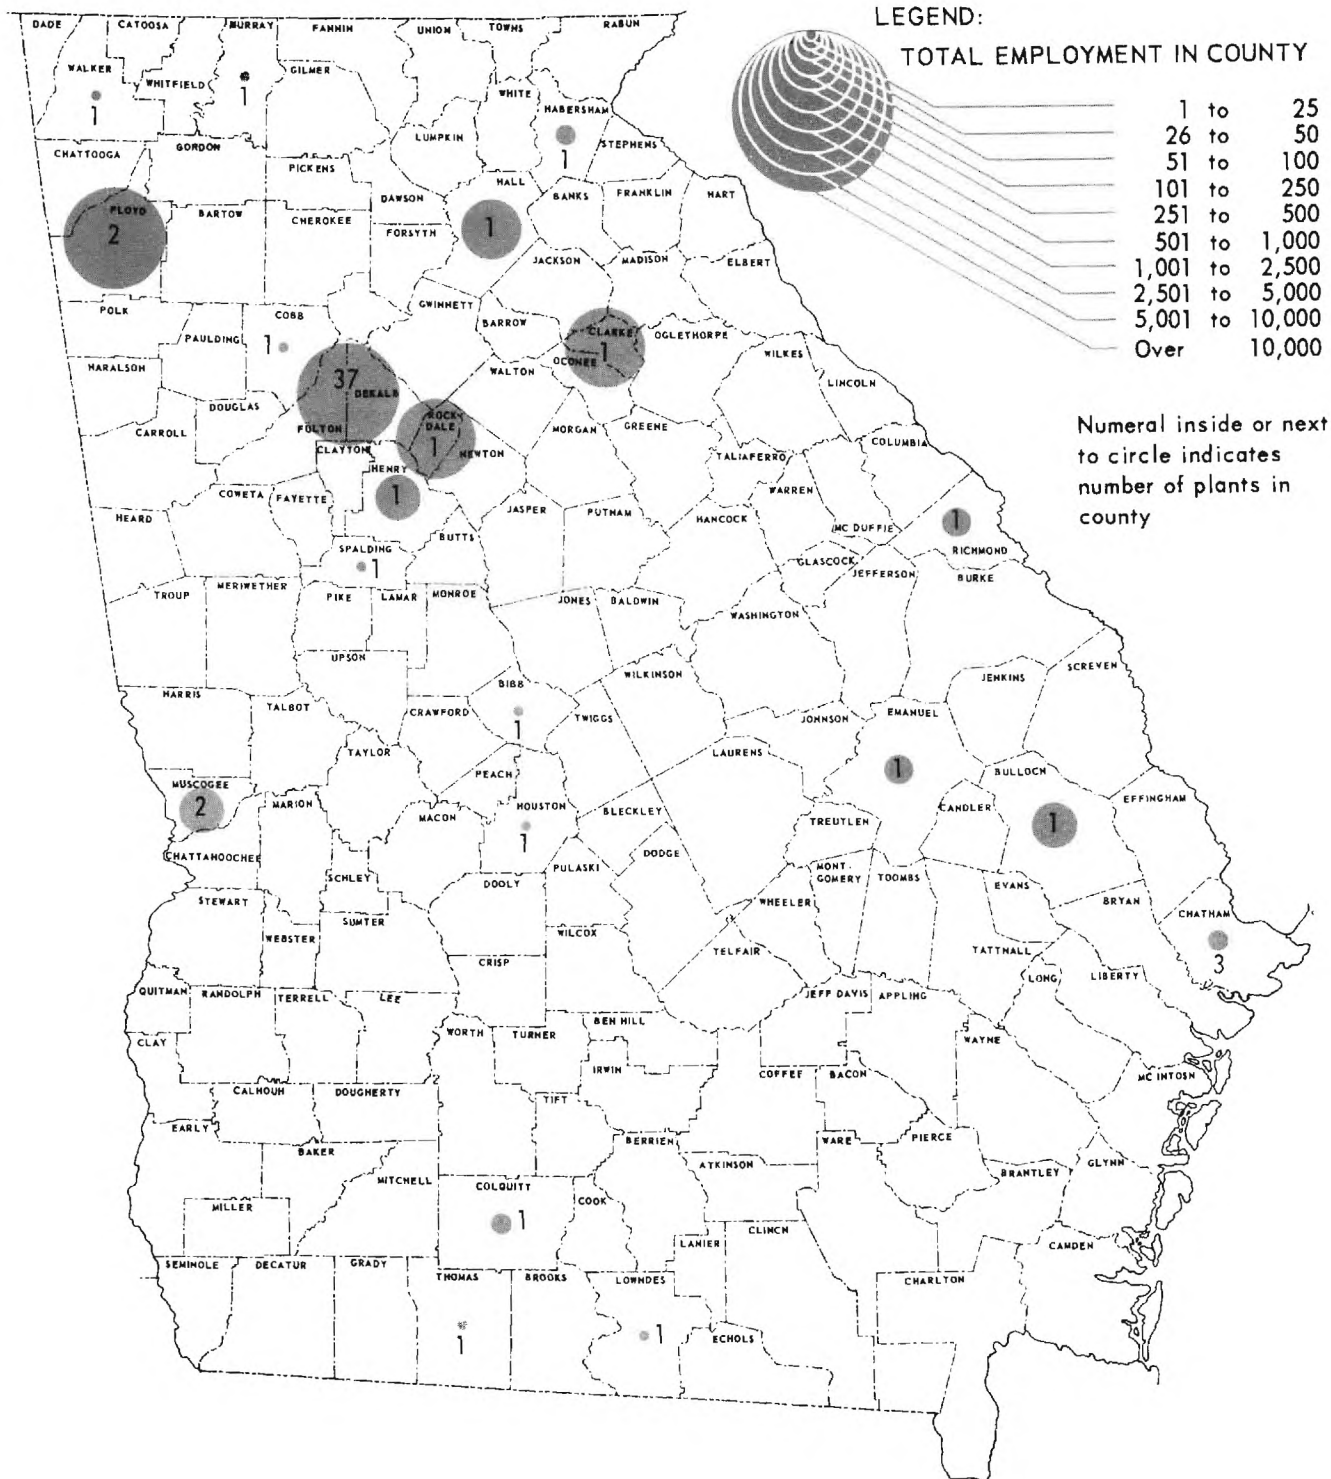 LEGEND:
TOTAL EMPLOYMENT IN COUNTY
1 to 25
26 to 50
51 to 100
101 to 250
251 to 500
501 to 1,000
1,001 to 2,500
2,501 to 5,000
5,001 to 10,000
Over 10,000
Numeral inside or next
to circle indicates
number of plants in
county
DADE
CATOOSA
MURRAY
FANNIN
UNION
TOWNS
RABUN
WALKER
1
WHITFIELD
1
GILMER
WHITE
HABERSHAM
1
LUMPKIN
STEPHENS
CHATTOOGA
GORDON
PICKENS
DAWSON
HALL
1
BANKS
FRANKLIN
HART
FLOYD
2
BARTOW
CHEROKEE
FORSYTH
JACKSON
MADISON
ELBERT
POLK
PAULDING
COBB
1
GWINNETT
BARROW
CLARKE
1
OCONEE
OGLETHORPE
WILKES
LINCOLN
HARALSON
DOUGLAS
37
DEKALB
FULTON
WALTON
CARROLL
CLAYTON
ROCK
DALE
1
NEWTON
MORGAN
GREENE
TALIAFERRO
COLUMBIA
HENRY
1
HEARD
COWETA
FAYETTE
SPALDING
1
BUTTS
JASPER
PUTNAM
HANCOCK
WARREN
MC DUFFIE
1
RICHMOND
GLASCOCK
JEFFERSON
BURKE
TROUP
MERIWETHER
PIKE
LAMAR
MONROE
JONES
BALDWIN
WASHINGTON
UPSON
BIBB
1
WILKINSON
JENKINS
SCREVEN
HARRIS
TALBOT
CRAWFORD
TWIGGS
JOHNSON
EMANUEL
1
TAYLOR
PEACH
LAURENS
BULLOCH
1
EFFINGHAM
MUSCOGEE
2
MARION
MACON
HOUSTON
1
BLECKLEY
TREUTLEN
CANDLER
CHATTAHOOCHEE
SCHLEY
DOOLY
PULASKI
DODGE
MONT-
GOMERY
TOOMBS
EVANS
BRYAN
CHATHAM
3
STEWART
WEBSTER
SUMTER
WILCOX
WHEELER
TELFAIR
TATTNALL
LONG
LIBERTY
CRISP
QUITMAN
RANDOLPH
TERRELL
LEE
JEFF DAVIS
APPLING
CLAY
WORTH
TURNER
BEN HILL
WAYNE
IRWIN
COFFEE
BACON
MC INTOSH
CALHOUH
DOUGHERTY
TIFT
EARLY
BAKER
BERRIEN
WARE
PIERCE
ATKINSON
BRANTLEY
GLYNN
MITCHELL
COLQUITT
1
COOK
MILLER
LANIER
CLINCH
CAMDEN
SEMINOLE
DECATUR
GRADY
THOMAS
1
BROOKS
LOWNDES
1
ECHOLS
CHARLTON